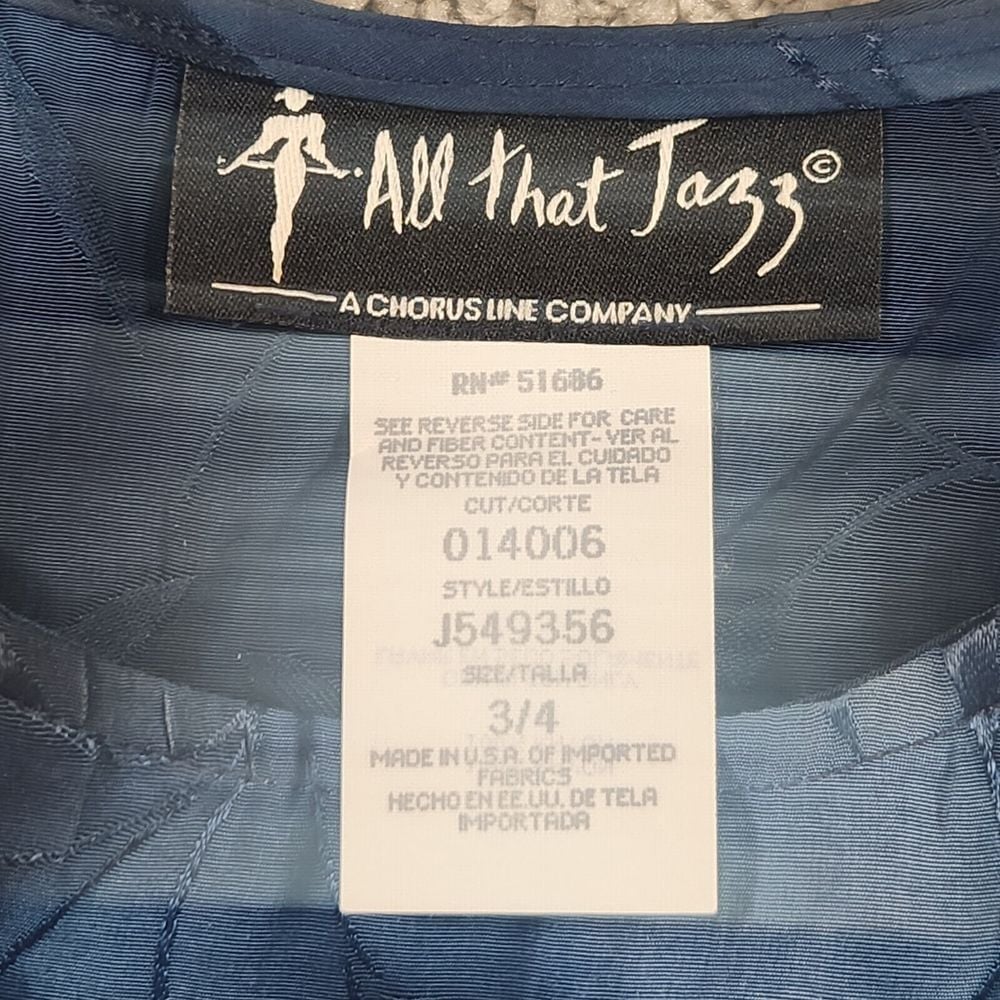 All that Jazz©
A CHORUS LINE COMPANY
RN# 51686
SEE REVERSE SIDE FOR CARE
AND FIBER CONTENT- VER AL
REVERSO PARA EL CUIDADO
Y CONTENIDO DE LA TELA
CUT/CORTE
014006
STYLE/ESTILLO
J549356
SIZE/TALLA
3/4
MADE IN U.S.A. OF IMPORTED
FABRICS
HECHO EN EE.UU. DE TELA
IMPORTADA